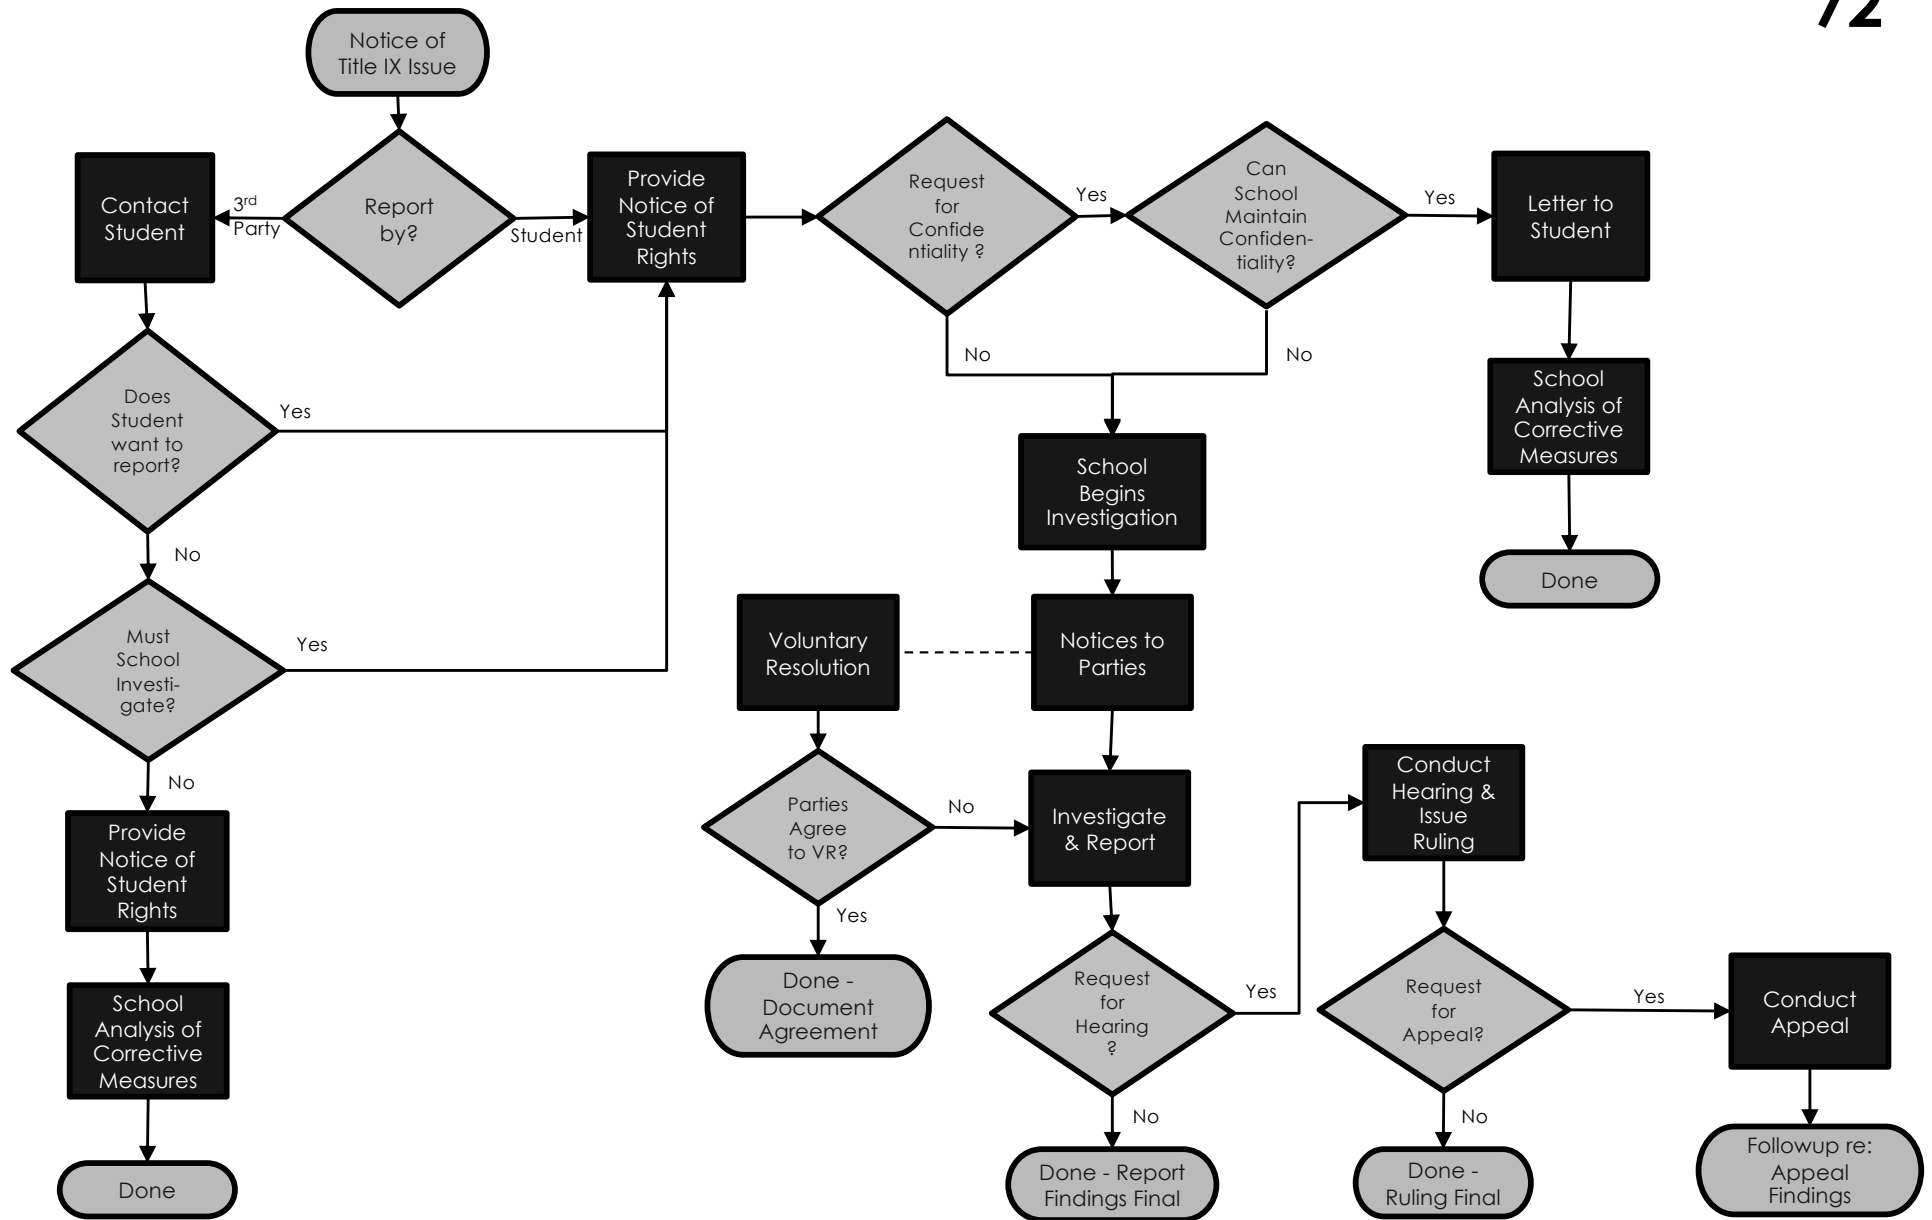 72
Notice of
Title IX Issue
Contact
Student
3rd
Party
Report
by?
Student
Provide
Notice of
Student
Rights
Request
for
Confide
ntiality ?
Yes
Can
School
Maintain
Confiden-
tiality?
Yes
Letter to
Student
No
No
Does
Student
want to
report?
Yes
School
Analysis of
Corrective
Measures
School
Begins
Investigation
No
Done
Must
School
Investi-
gate?
Yes
Voluntary
Resolution
Notices to
Parties
No
Parties
Agree
to VR?
No
Investigate
& Report
Conduct
Hearing &
Issue
Ruling
Provide
Notice of
Student
Rights
Yes
Done -
Document
Agreement
Request
for
Hearing
?
Yes
Request
for
Appeal?
Yes
Conduct
Appeal
School
Analysis of
Corrective
Measures
No
No
Done
Done - Report
Findings Final
Done -
Ruling Final
Followup re:
Appeal
Findings